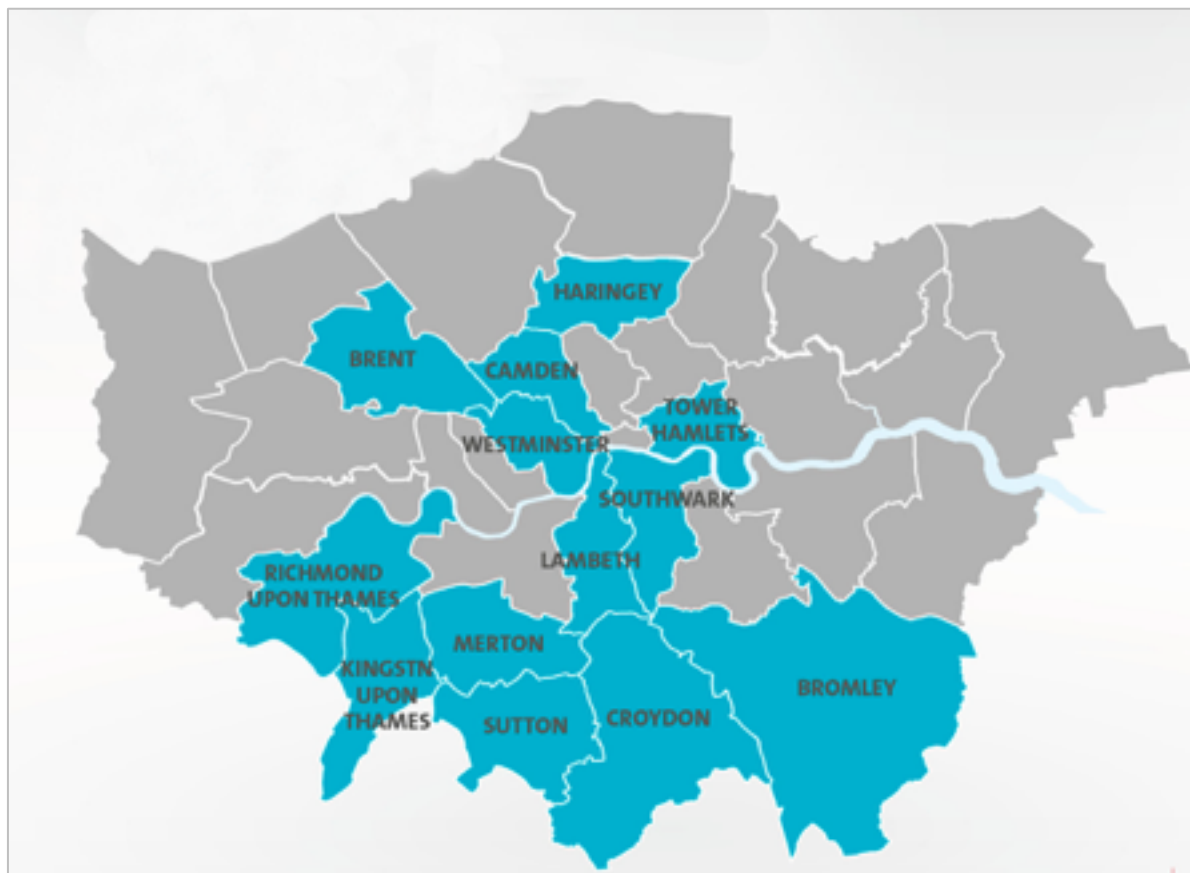 HARINGEY
BRENT
CAMDEN
TOWER
HAMLETS
WESTMINSTER
SOUTHWARK
LAMBETH
RICHMOND
UPON THAMES
MERTON
KINGSTN
UPON
THAMES
SUTTON
CROYDON
BROMLEY